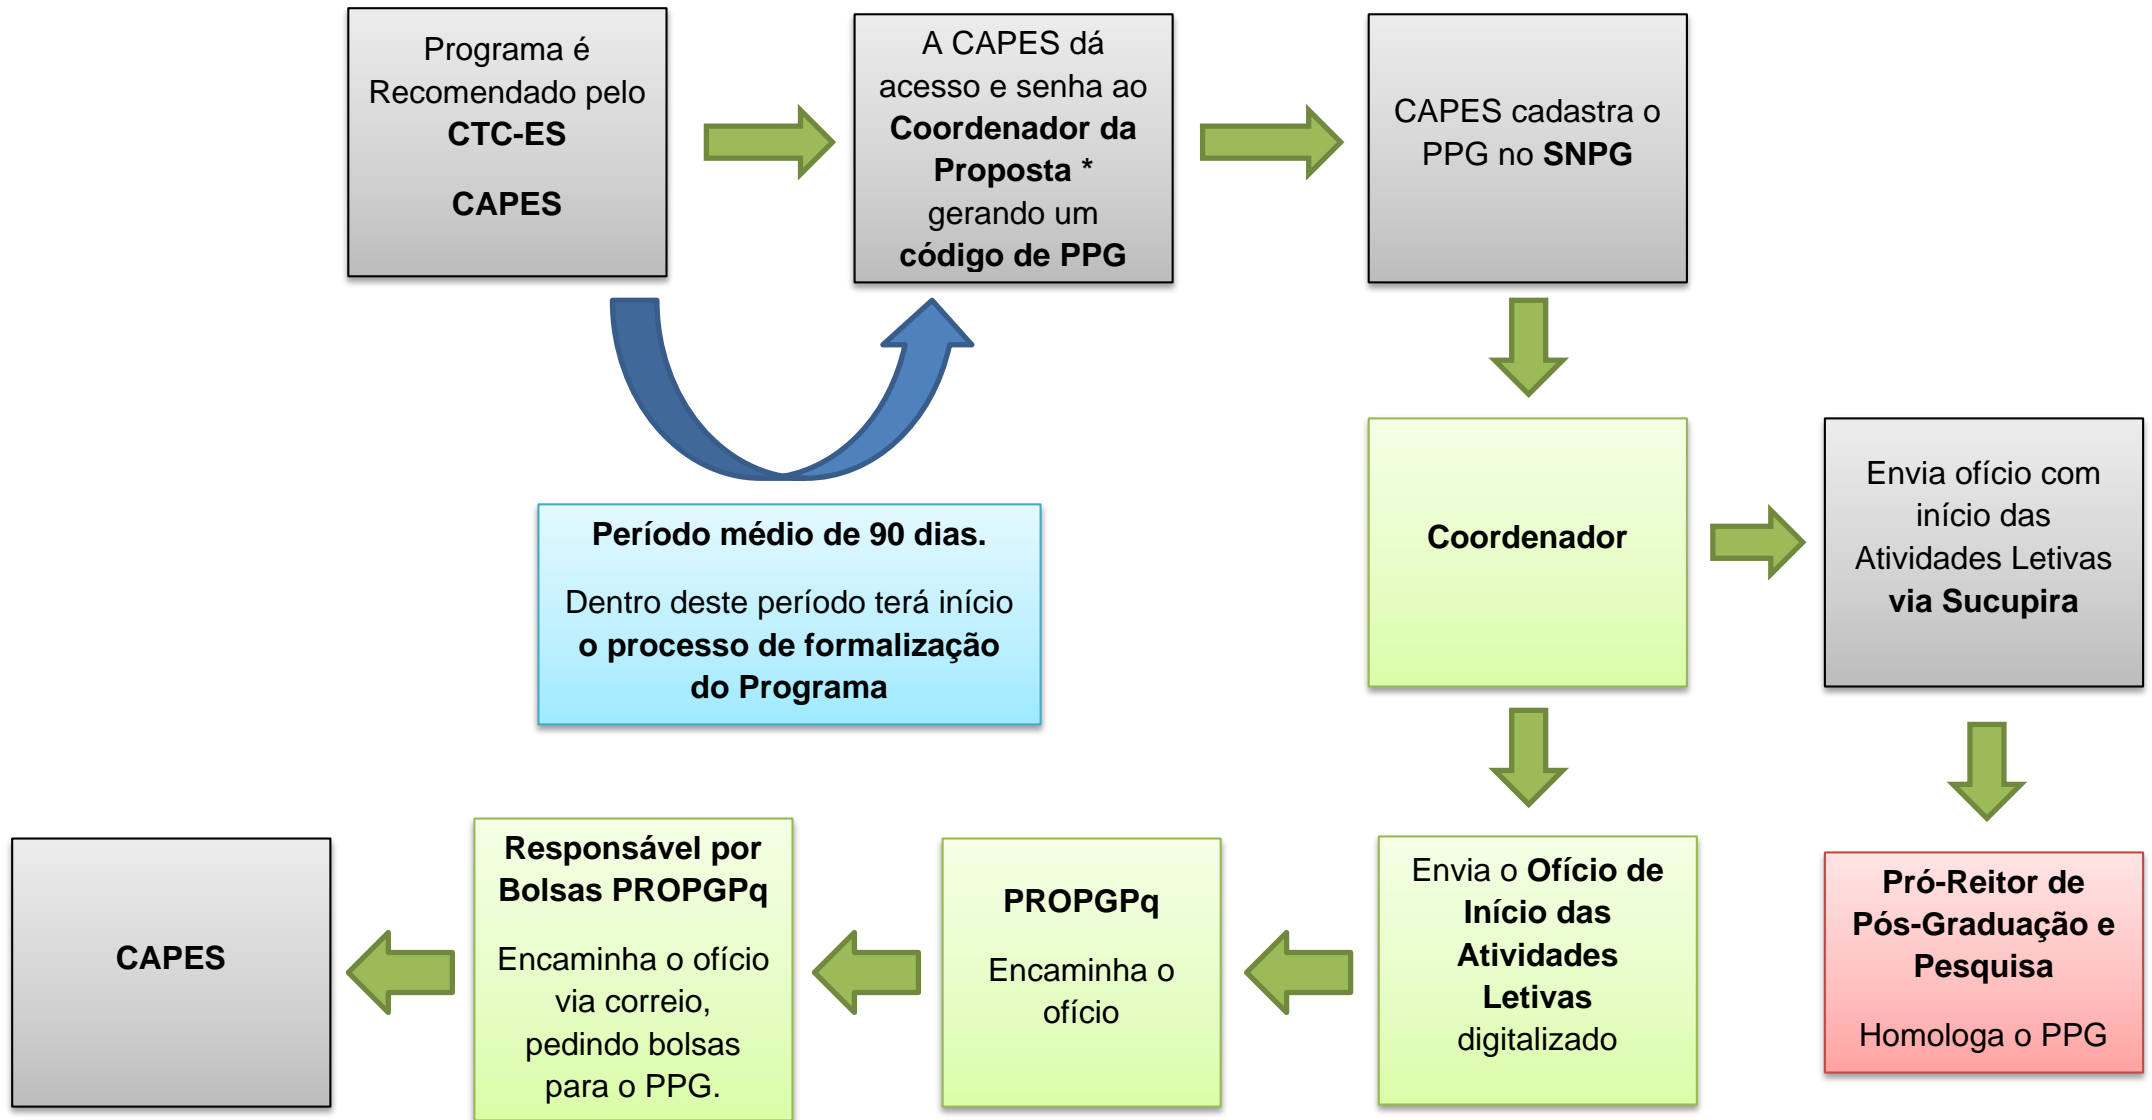 Programa é
Recomendado pelo
CTC-ES
CAPES
A CAPES dá
acesso e senha ao
Coordenador da
Proposta *
gerando um
código de PPG
CAPES cadastra o
PPG no SNPG
Período médio de 90 dias.
Dentro deste período terá início
o processo de formalização
do Programa
Coordenador
Envia ofício com
início das
Atividades Letivas
via Sucupira
CAPES
Responsável por
Bolsas PROPGPq
Encaminha o ofício
via correio,
pedindo bolsas
para o PPG.
PROPGPq
Encaminha o
ofício
Envia o Ofício de
Início das
Atividades
Letivas
digitalizado
Pró-Reitor de
Pós-Graduação e
Pesquisa
Homologa o PPG